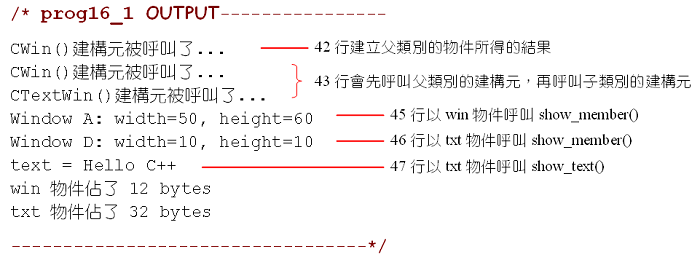 /* prog16_1 OUTPUT----------------
CWin()建構元被呼叫了... 42 行建立父類別的物件所得的結果
CWin()建構元被呼叫了...
CTextWin()建構元被呼叫了... 43 行會先呼叫父類別的建構元，再呼叫子類別的建構元
Window A: width=50, height=60 45 行以 win 物件呼叫 show_member()
Window D: width=10, height=10 46 行以 txt 物件呼叫 show_member()
text = Hello C++ 47 行以 txt 物件呼叫 show_text()
win 物件佔了 12 bytes
txt 物件佔了 32 bytes
-----------------------------------*/